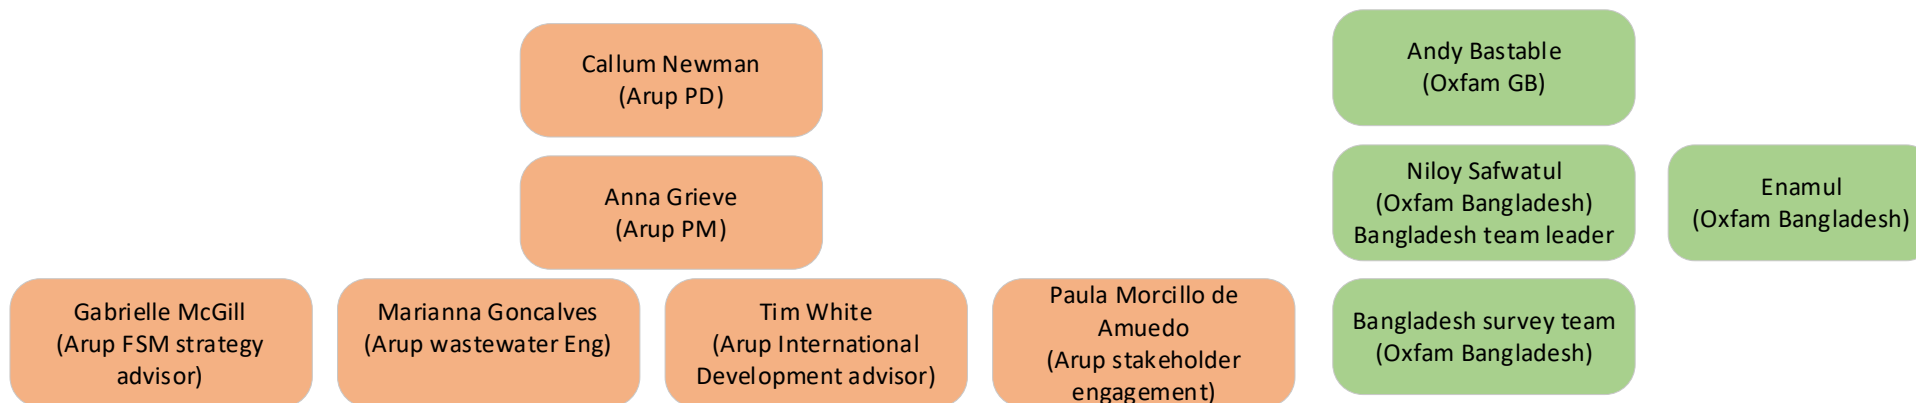 Callum Newman
(Arup PD)
Andy Bastable
(Oxfam GB)
Anna Grieve
(Arup PM)
Niloy Safwatul
(Oxfam Bangladesh)
Bangladesh team leader
Enamul
(Oxfam Bangladesh)
Gabrielle McGill
(Arup FSM strategy
advisor)
Marianna Goncalves
(Arup wastewater Eng)
Tim White
(Arup International
Development advisor)
Paula Morcillo de
Amuedo
(Arup stakeholder
engagement)
Bangladesh survey team
(Oxfam Bangladesh)